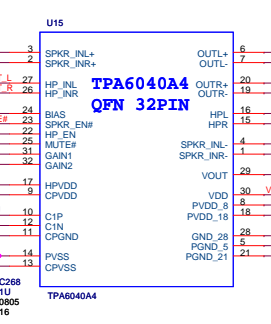 U15
3 SPKR_INL+ OUTL+ 6
2 SPKR_INR+ OUTL- 7
L 27 HP_INL TPA6040A4 OUTR+ 20
R 26 HP_INR QFN 32PIN OUTR- 19
24 BIAS HPL 16
E# 23 SPKR_EN# HPR 15
22 HP_EN
25 MUTE# SPKR_INL- 4
31 GAIN1 SPKR_INR- 1
32 GAIN2
VOUT 29
17 HPVDD
9 CPVDD VDD 30 V
PVDD_8 8
10 C1P PVDD_18 18
12 C1N
11 CPGND GND_28 28
PGND_5 5
14 PVSS PGND_21 21
13 CPVSS
C268
1U
0805
16
TPA6040A4